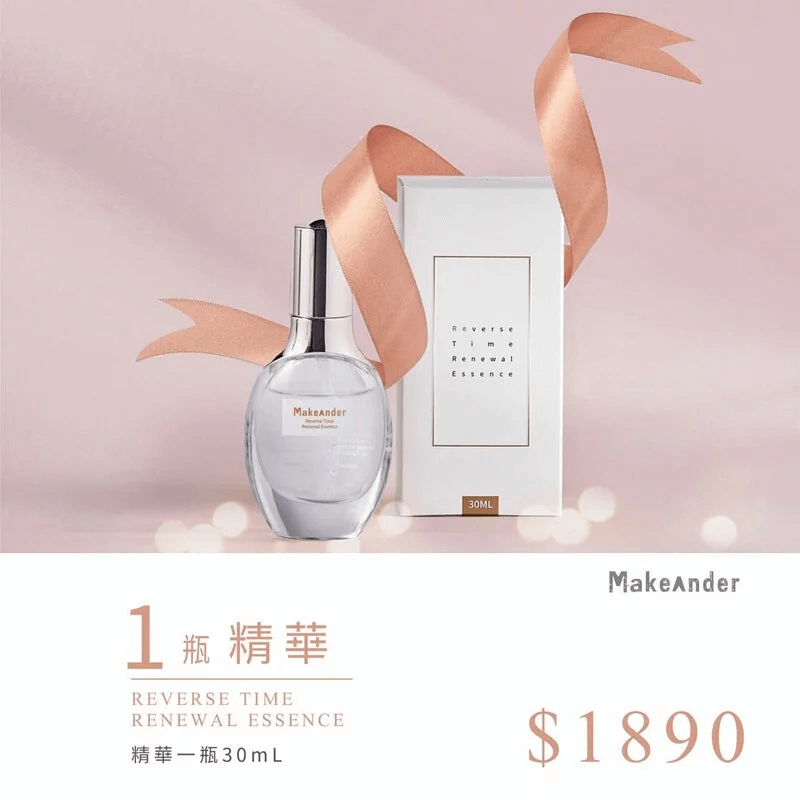 Reverse
Time
Renewal
Essence
MakeAnder
Reverse Time
Renewal Essence
30ML
MakeAnder
1瓶 精華
REVERSE TIME
RENEWAL ESSENCE
精華一瓶30mL
$1890